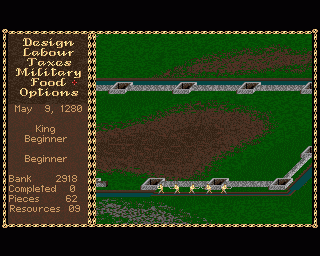 Design
Labour
Taxes
Military
Food
Options
May 9, 1280
King
Beginner
Beginner
Bank 2918
Completed 0
Pieces 62
Resources 09